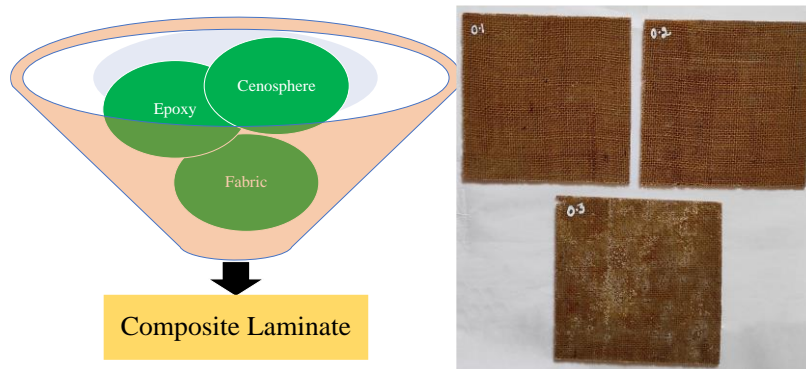 Cenosphere
Epoxy
Fabric
Composite Laminate
0.1
0.2
0.3